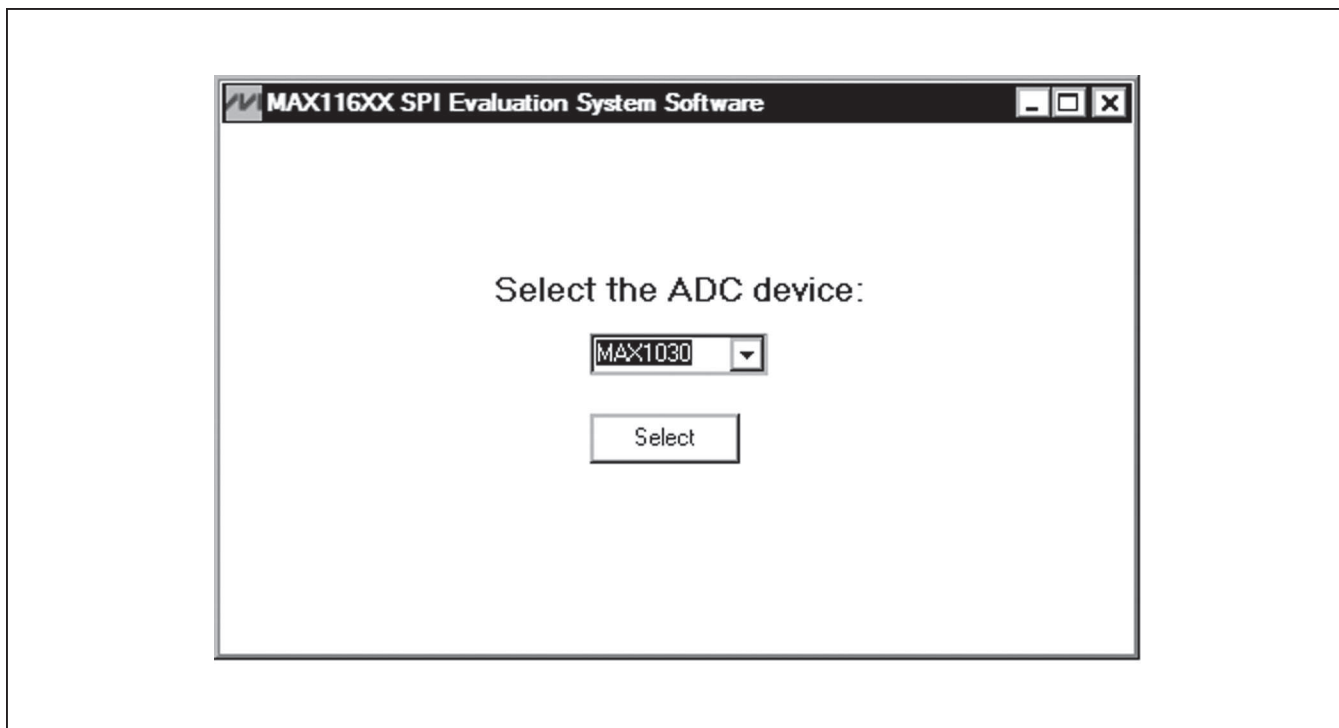 MAX116XX SPI Evaluation System Software
Select the ADC device:
MAX1030
Select